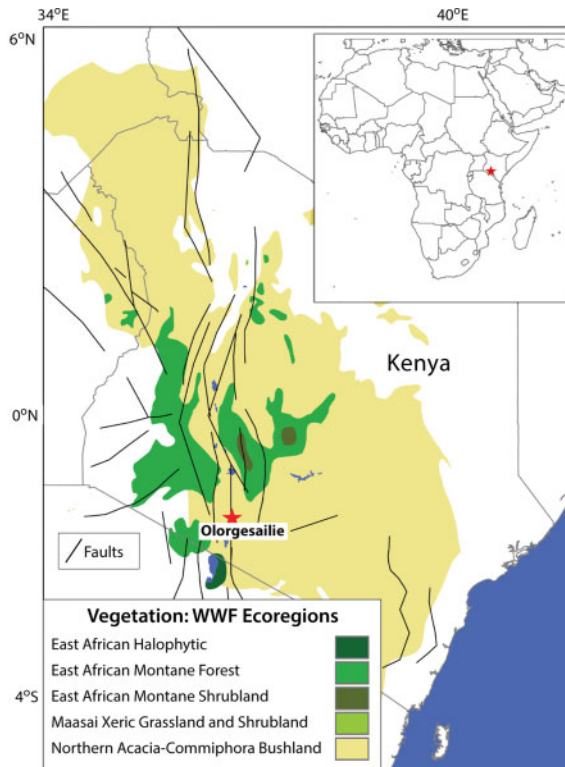 34°E
40°E
6°N
Kenya
0°N
Olorgesailie
Faults
Vegetation: WWF Ecoregions
East African Halophytic
East African Montane Forest
East African Montane Shrubland
4°S
Maasai Xeric Grassland and Shrubland
Northern Acacia-Commiphora Bushland